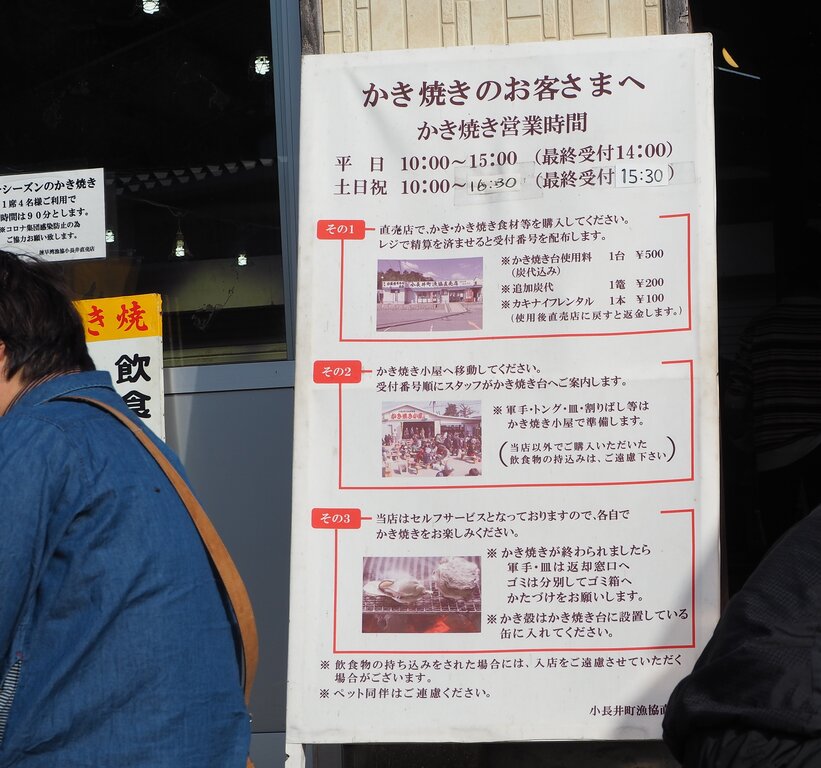 かき焼きのお客さまへ
かき焼き営業時間
平 日 10:00～15:00 (最終受付14:00)
土日祝 10:00～16:30 (最終受付15:30)
その1
直売店で、かき・かき焼き食材等を購入してください。
レジで精算を済ませると受付番号を配布します。
※かき焼き台使用料 1台 ¥500
(炭代込み)
※追加炭代 1篭 ¥200
※カキナイフレンタル 1本 ¥100
(使用後直売店に戻すと返金します。)
小長井町漁協直売店
その2
かき焼き小屋へ移動してください。
受付番号順にスタッフがかき焼き台へご案内します。
※軍手・トング・皿・割りばし等は
かき焼き小屋で準備します。
(当店以外でご購入いただいた
飲食物の持込みは、ご遠慮下さい)
その3
当店はセルフサービスとなっておりますので、各自で
かき焼きをお楽しみください。
※かき焼きが終わられましたら
軍手・皿は返却窓口へ
ゴミは分別してゴミ箱へ
かたづけをお願いします。
※かき殻はかき焼き台に設置している
缶に入れてください。
※飲食物の持ち込みをされた場合には、入店をご遠慮させていただく
場合がございます。
※ペット同伴はご遠慮ください。
小長井町漁協直
シーズンのかき焼き
1席4名様ご利用で
時間は90分とします。
※コロナ集団感染防止の為
ご協力お願い致します。
諫早湾漁協小長井直売店
き焼
飲食